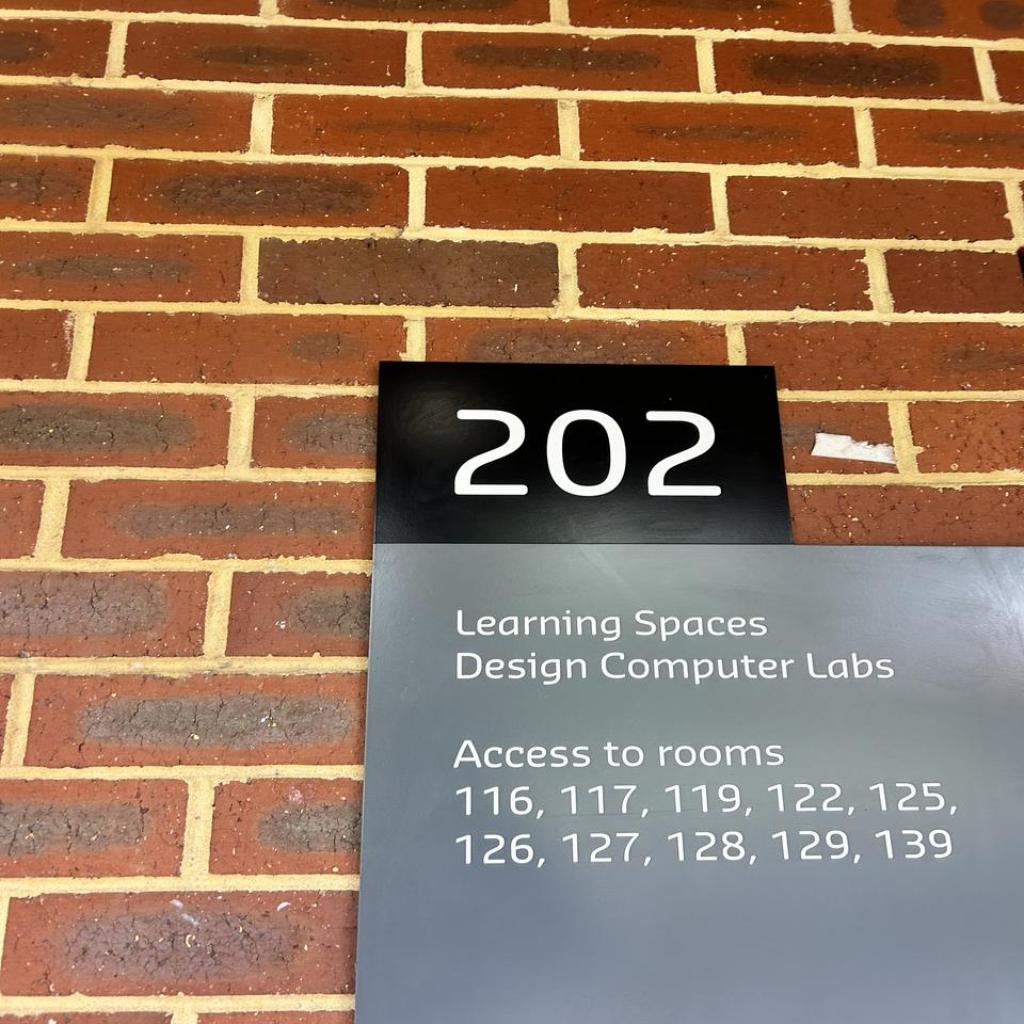 202
Learning Spaces
Design Computer Labs
Access to rooms
116, 117, 119, 122, 125,
126, 127, 128, 129, 139